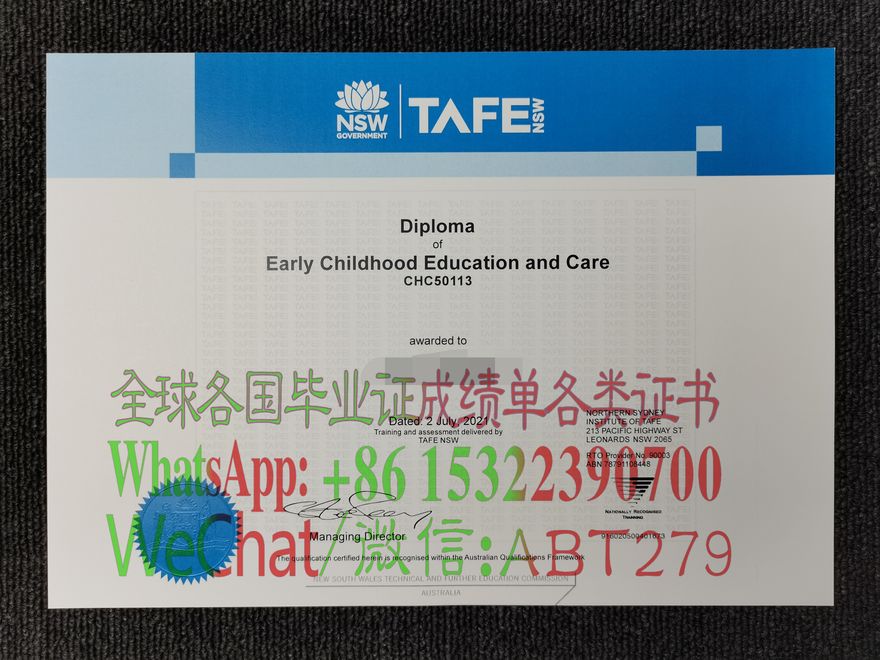 NSW
GOVERNMENT
TAFE NSW
Diploma
of
Early Childhood Education and Care
CHC50113
awarded to
全球各国毕业证成绩单各类证书
Dated: 2 July, 2021
Training and assessment delivered by
TAFE NSW
NORTHERN SYDNEY
INSTITUTE OF TAFE
213 PACIFIC HIGHWAY ST
LEONARDS NSW 2065
RTO Provider No. 90003
ABN 78791108448
WhatsApp: +86 15322390700
NATIONALLY RECOGNISED
TRAINING
Managing Director
WeChat/微信:ABT279
The qualification certified herein is recognised within the Australian Qualifications Framework
NEW SOUTH WALES TECHNICAL AND FURTHER EDUCATION COMMISSION
AUSTRALIA